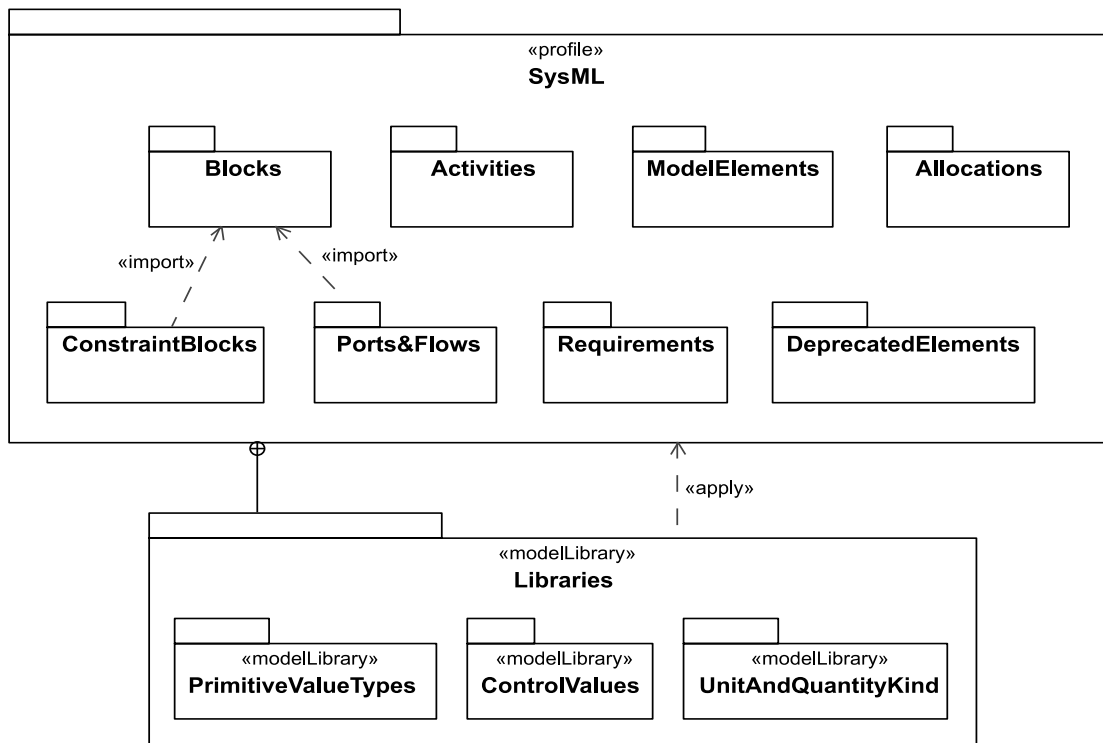 «profile»
SysML
Blocks
Activities
ModelElements
Allocations
«import»
«import»
ConstraintBlocks
Ports&Flows
Requirements
DeprecatedElements
«apply»
«modelLibrary»
Libraries
«modelLibrary»
PrimitiveValueTypes
«modelLibrary»
ControlValues
«modelLibrary»
UnitAndQuantityKind